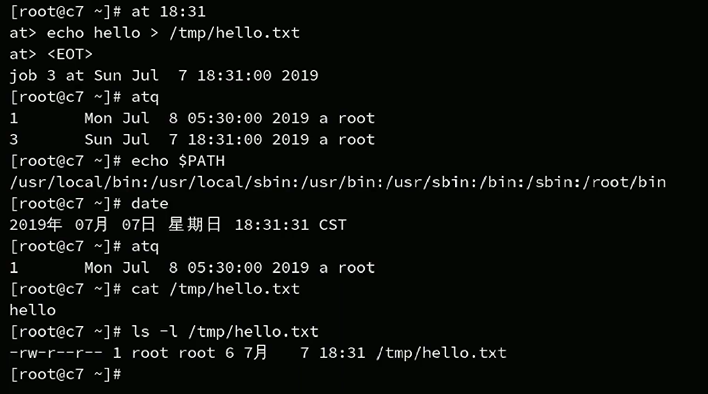 [root@c7 ~]# at 18:31
at> echo hello > /tmp/hello.txt
at> <EOT>
job 3 at Sun Jul  7 18:31:00 2019
[root@c7 ~]# atq
1       Mon Jul  8 05:30:00 2019 a root
3       Sun Jul  7 18:31:00 2019 a root
[root@c7 ~]# echo $PATH
/usr/local/bin:/usr/local/sbin:/usr/bin:/usr/sbin:/bin:/sbin:/root/bin
[root@c7 ~]# date
2019年 07月 07日 星期日 18:31:31 CST
[root@c7 ~]# atq
1       Mon Jul  8 05:30:00 2019 a root
[root@c7 ~]# cat /tmp/hello.txt
hello
[root@c7 ~]# ls -l /tmp/hello.txt
-rw-r--r-- 1 root root 6 7月   7 18:31 /tmp/hello.txt
[root@c7 ~]#